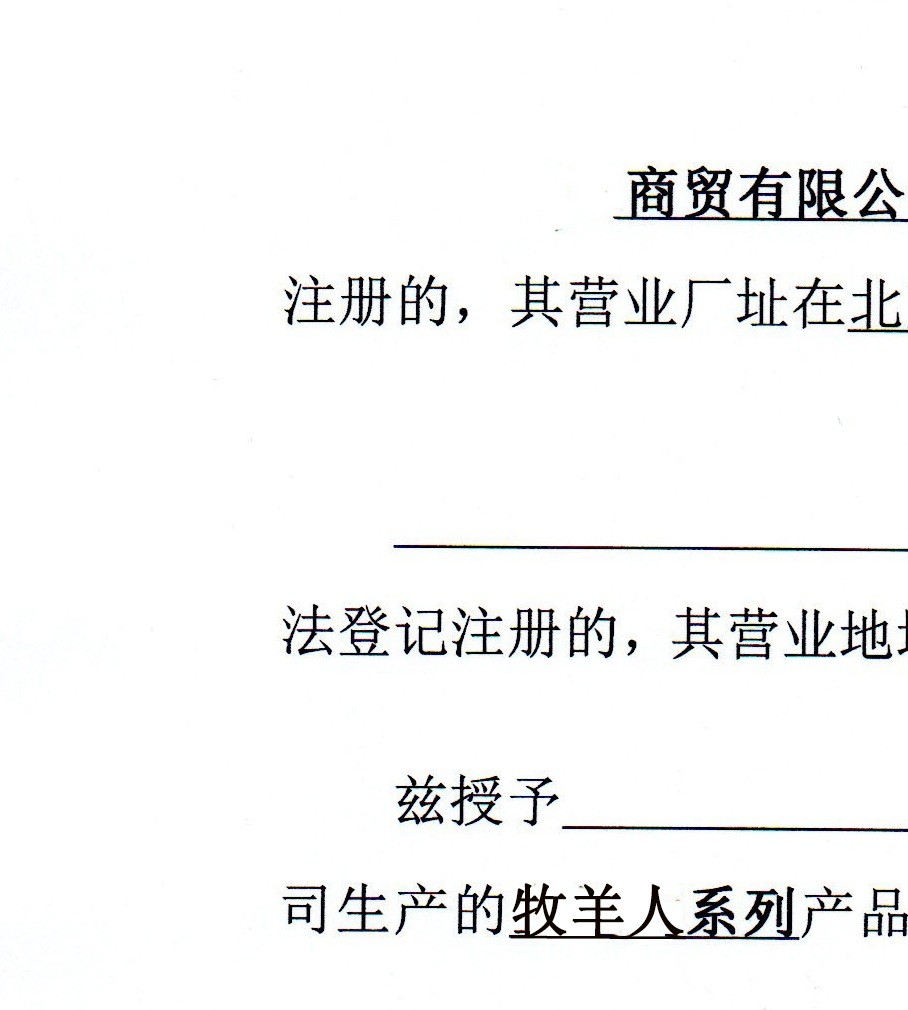 商贸有限公
注册的，其营业厂址在北
法登记注册的，其营业地
兹授予
司生产的牧羊人系列产品